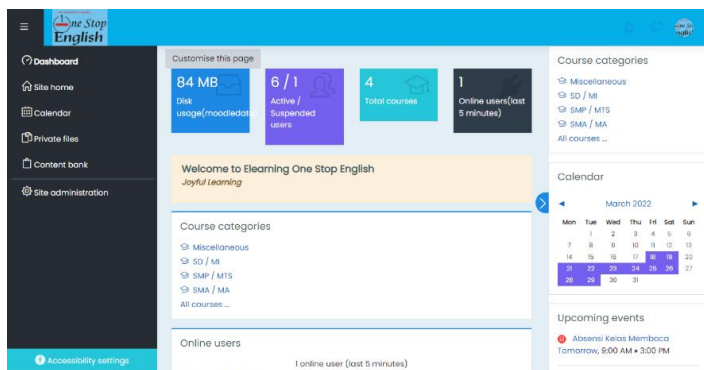 One Stop
English
Dashboard
Site home
Calendar
Private files
Content bank
Site administration
Accessibility settings
Customise this page
84 MB
Disk
usage(moodledata)
6 / 1
Active /
Suspended
users
4
Total courses
1
Online users(last
5 minutes)
Welcome to Elearning One Stop English
Joyful Learning
Course categories
Miscellaneous
SD / MI
SMP / MTS
SMA / MA
All courses ...
Online users
1 online user (last 5 minutes)
Course categories
Miscellaneous
SD / MI
SMP / MTS
SMA / MA
All courses ...
Calendar
◄ March 2022 ►
Mon Tue Wed Thu Fri Sat Sun
1 2 3 4 5 6
7 8 9 10 11 12 13
14 15 16 17 18 19 20
21 22 23 24 25 26 27
28 29 30 31
Upcoming events
Absensi Kelas Membaca
Tomorrow, 9:00 AM » 3:00 PM